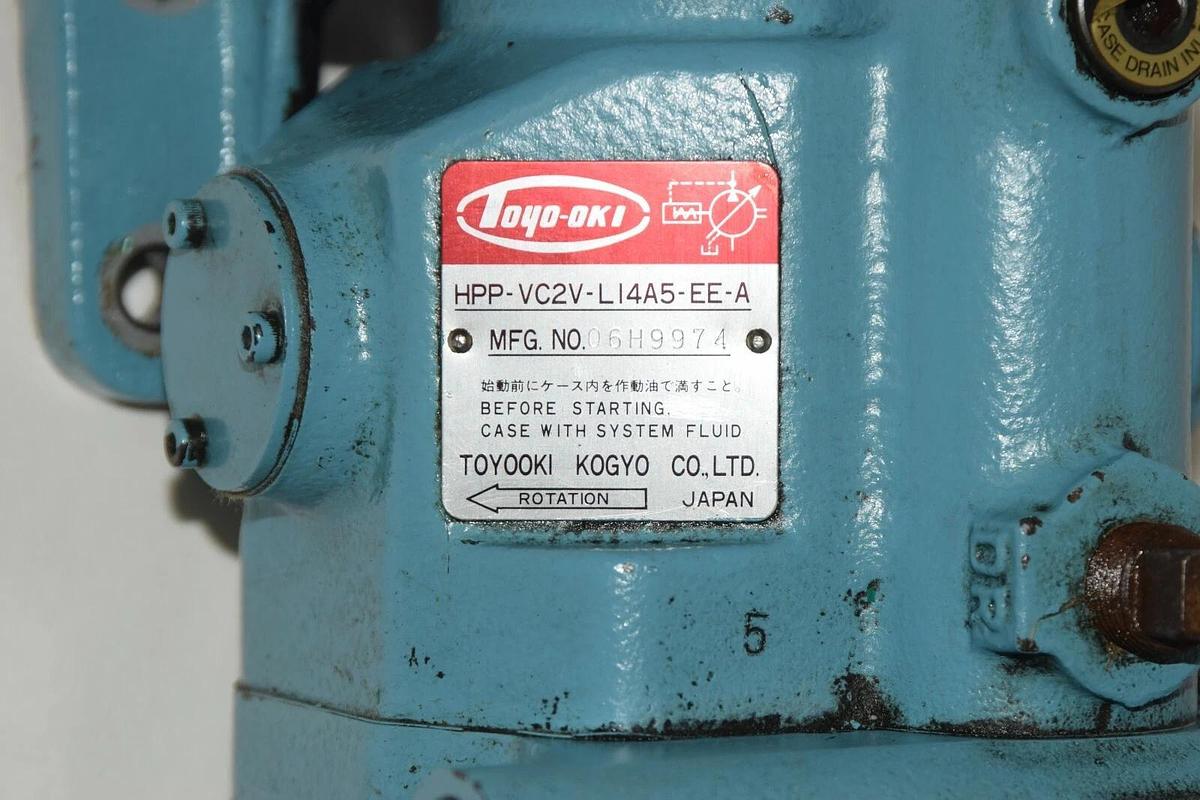 TOYO-OKI
HPP-VC2V-L14A5-EE-A
MFG. NO. 06H9974
始動前にケース内を作動油で満すこと。
BEFORE STARTING,
CASE WITH SYSTEM FLUID
TOYOOKI KOGYO CO.,LTD.
ROTATION JAPAN
5
DRAIN